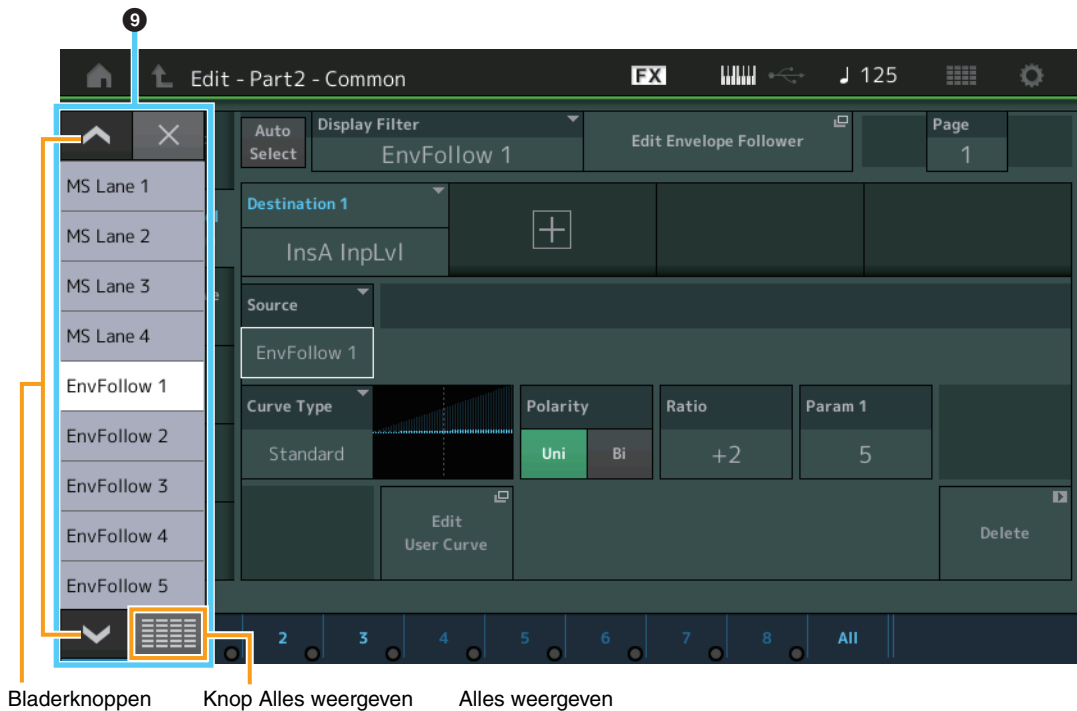 9
Edit - Part2 - Common
FX
♩ 125
MS Lane 1
MS Lane 2
MS Lane 3
MS Lane 4
EnvFollow 1
EnvFollow 2
EnvFollow 3
EnvFollow 4
EnvFollow 5
Auto
Select
Display Filter
EnvFollow 1
Edit Envelope Follower
Page
1
Destination 1
InsA InpLvl
Source
EnvFollow 1
Curve Type
Standard
Polarity
Uni
Bi
Ratio
+2
Param 1
5
Edit
User Curve
Delete
2
3
4
5
6
7
8
All
Bladerknoppen
Knop Alles weergeven
Alles weergeven